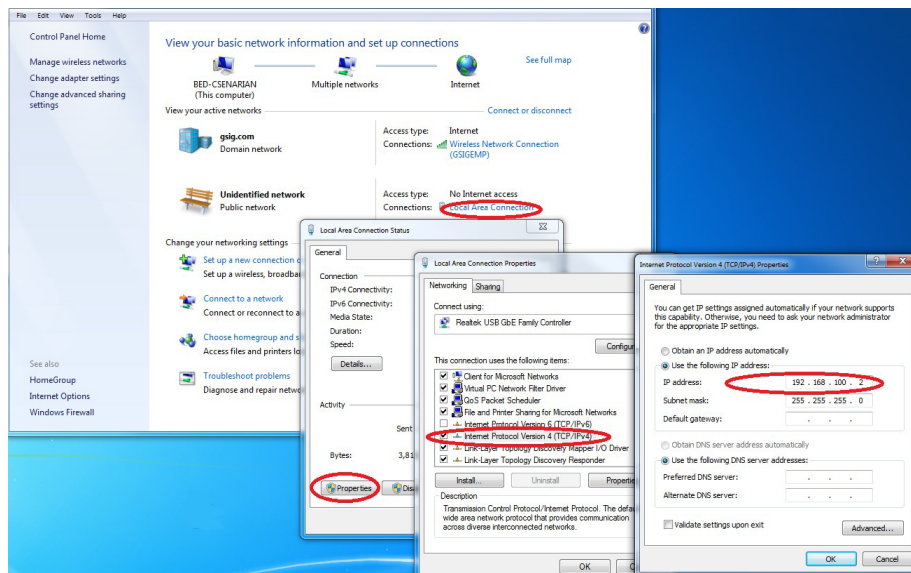 File Edit View Tools Help
Control Panel Home
Manage wireless networks
Change adapter settings
Change advanced sharing
settings
See also
HomeGroup
Internet Options
Windows Firewall
View your basic network information and set up connections
See full map
BED-CSENARIAN
(This computer)
Multiple networks
Internet
View your active networks
Connect or disconnect
gsig.com
Domain network
Access type: Internet
Connections: Wireless Network Connection
(GSIGEMP)
Unidentified network
Public network
Access type: No Internet access
Connections: Local Area Connection
Change your networking settings
Set up a new connection
Set up a wireless, broadba
Connect to a network
Connect or reconnect to a
Choose homegroup and s
Access files and printers lo
Troubleshoot problems
Diagnose and repair netwo
Local Area Connection Status
General
Connection
IPv4 Connectivity:
IPv6 Connectivity:
Media State:
Duration:
Speed:
Details...
Activity
Sent
Bytes: 3,81
Properties
Disa
Local Area Connection Properties
Networking Sharing
Connect using:
Realtek USB GbE Family Controller
Configur
This connection uses the following items:
Client for Microsoft Networks
Virtual PC Network Filter Driver
QoS Packet Scheduler
File and Printer Sharing for Microsoft Networks
Internet Protocol Version 6 (TCP/IPv6)
Internet Protocol Version 4 (TCP/IPv4)
Link-Layer Topology Discovery Mapper I/O Driver
Link-Layer Topology Discovery Responder
Install... Uninstall Propertie
Description
Transmission Control Protocol/Internet Protocol. The defau
wide area network protocol that provides communication
across diverse interconnected networks.
OK C
Internet Protocol Version 4 (TCP/IPv4) Properties
General
You can get IP settings assigned automatically if your network supports
this capability. Otherwise, you need to ask your network administrator
for the appropriate IP settings.
Obtain an IP address automatically
Use the following IP address:
IP address: 192 . 168 . 100 . 2
Subnet mask: 255 . 255 . 255 . 0
Default gateway: . . .
Obtain DNS server address automatically
Use the following DNS server addresses:
Preferred DNS server: . . .
Alternate DNS server: . . .
Validate settings upon exit
Advanced...
OK Cancel